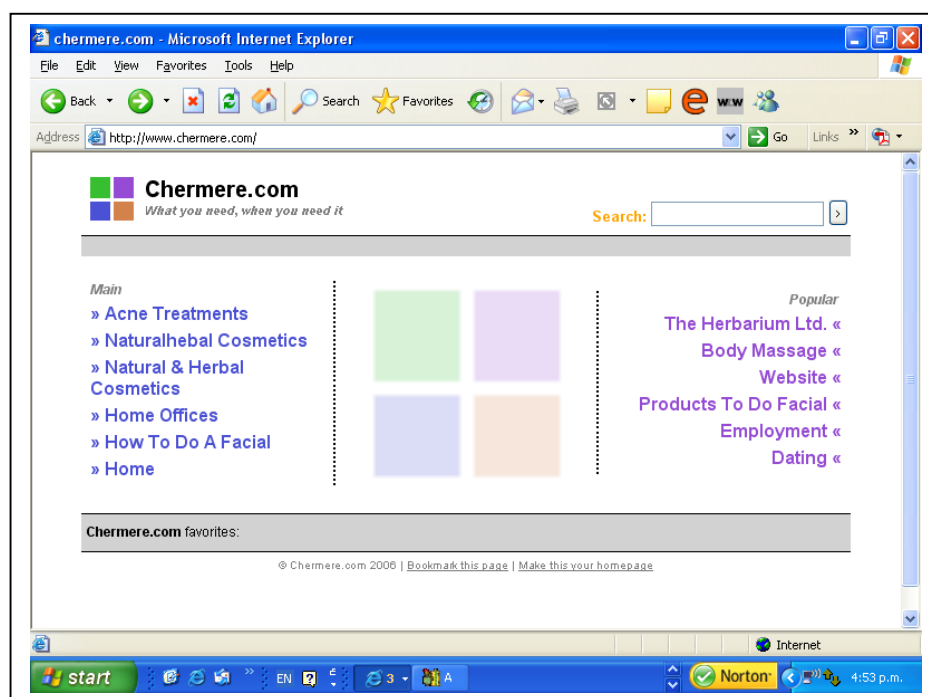 chermere.com - Microsoft Internet Explorer
File Edit View Favorites Tools Help
Back Search Favorites
Address http://www.chermere.com/ Go Links »
Chermere.com
What you need, when you need it
Search: >
Main
» Acne Treatments
» Naturalhebal Cosmetics
» Natural & Herbal
Cosmetics
» Home Offices
» How To Do A Facial
» Home
Popular
The Herbarium Ltd. «
Body Massage «
Website «
Products To Do Facial «
Employment «
Dating «
Chermere.com favorites:
© Chermere.com 2006 | Bookmark this page | Make this your homepage
Internet
start » EN 3 A Norton 4:53 p.m.